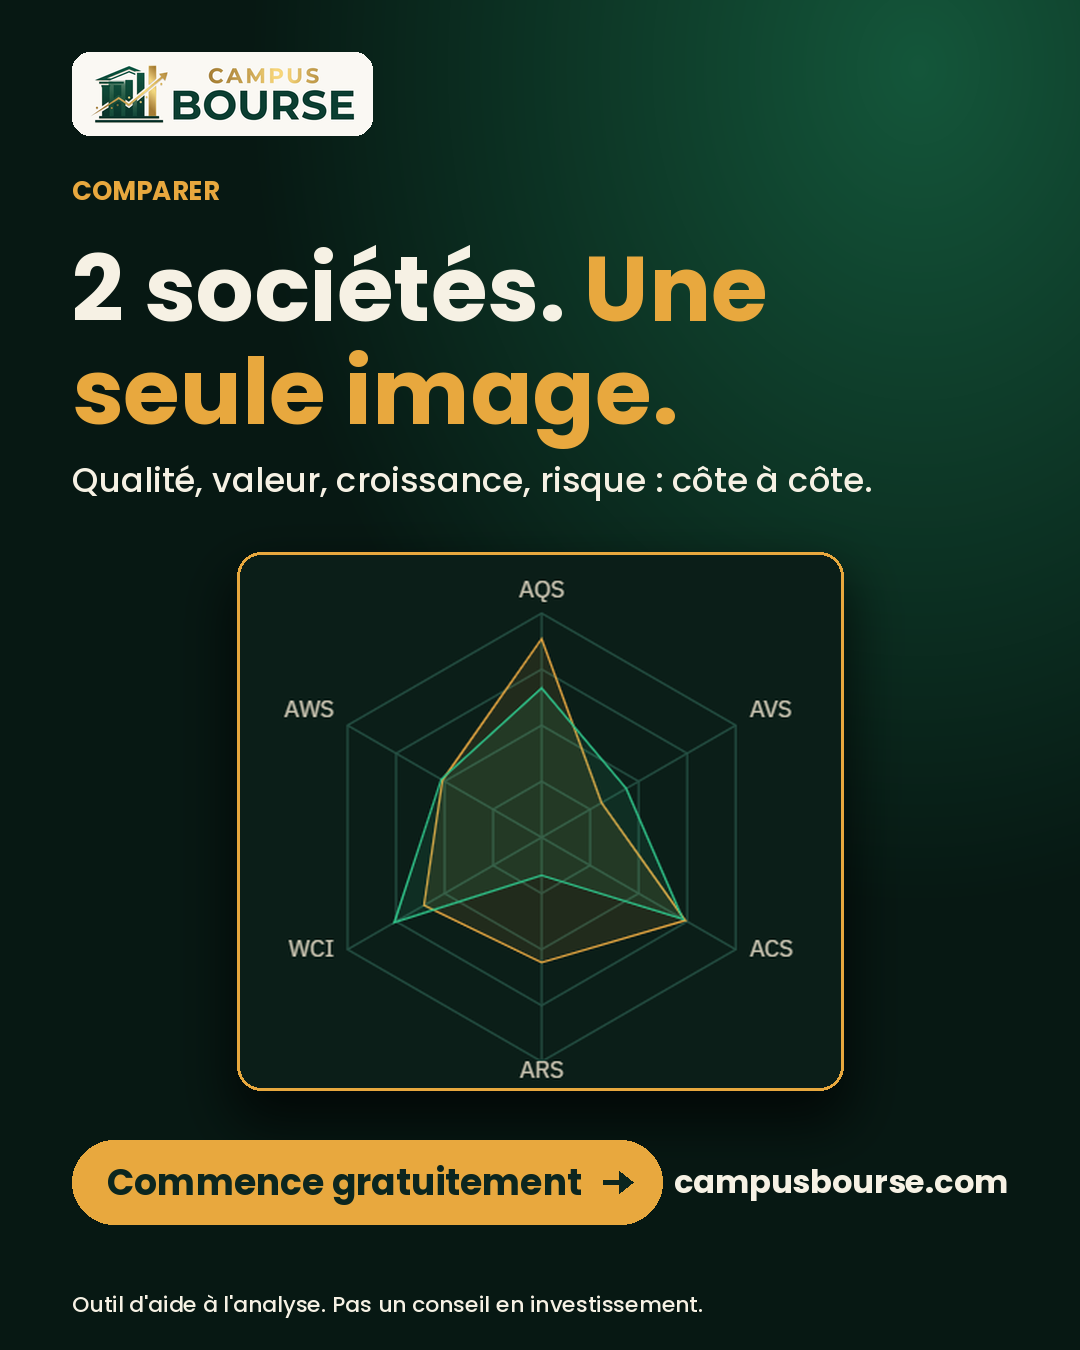 CAMPUS
BOURSE
COMPARER
2 sociétés. Une
seule image.
Qualité, valeur, croissance, risque : côte à côte.
AQS
AWS
AVS
WCI
ACS
ARS
Commence gratuitement → campusbourse.com
Outil d'aide à l'analyse. Pas un conseil en investissement.